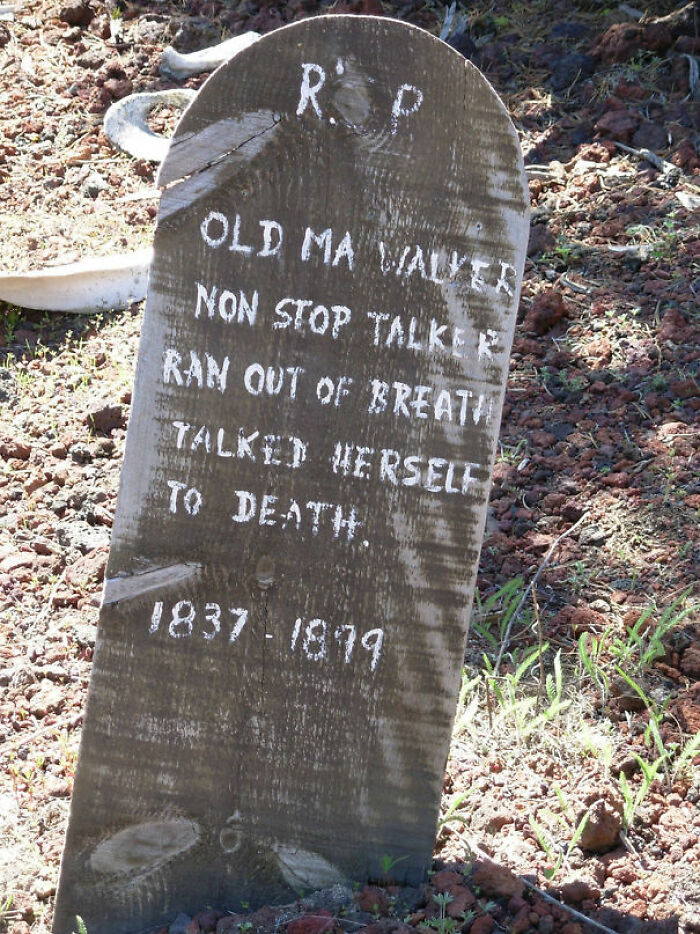 R.I.P
OLD MA WALKER
NON STOP TALKER
RAN OUT OF BREATH
TALKED HERSELF
TO DEATH.
1837-1899